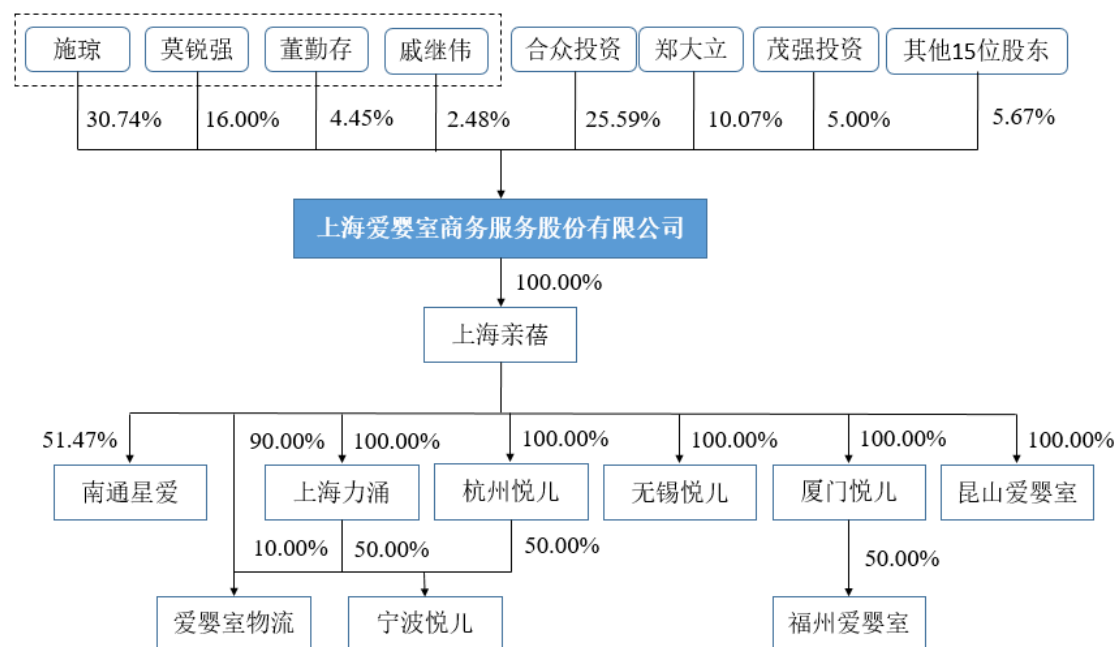 施琼
莫锐强
董勤存
戚继伟
合众投资
郑大立
茂强投资
其他15位股东
30.74%
16.00%
4.45%
2.48%
25.59%
10.07%
5.00%
5.67%
上海爱婴室商务服务股份有限公司
100.00%
上海亲蓓
51.47%
90.00%
100.00%
100.00%
100.00%
100.00%
100.00%
南通星爱
上海力涌
杭州悦儿
无锡悦儿
厦门悦儿
昆山爱婴室
10.00%
50.00%
50.00%
50.00%
爱婴室物流
宁波悦儿
福州爱婴室